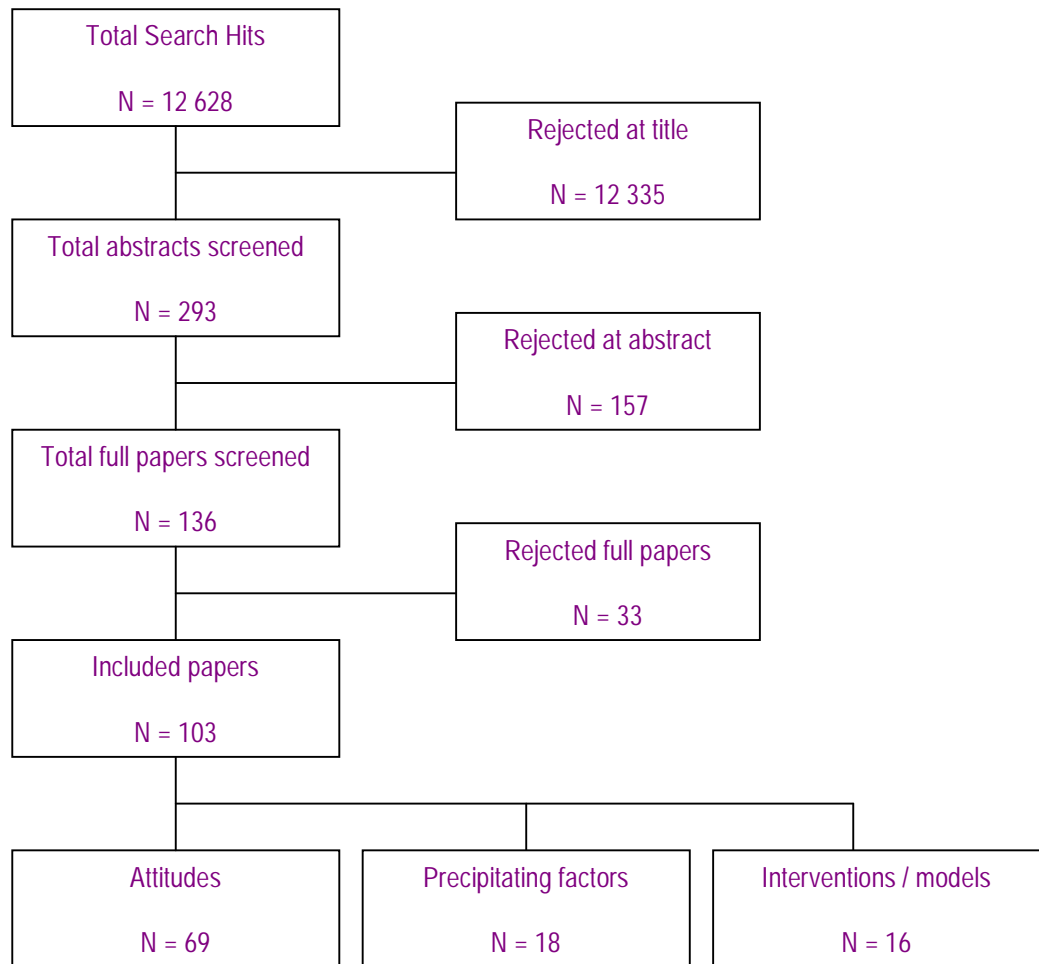 Total Search Hits
N = 12 628
Rejected at title
N = 12 335
Total abstracts screened
N = 293
Rejected at abstract
N = 157
Total full papers screened
N = 136
Rejected full papers
N = 33
Included papers
N = 103
Attitudes
N = 69
Precipitating factors
N = 18
Interventions / models
N = 16